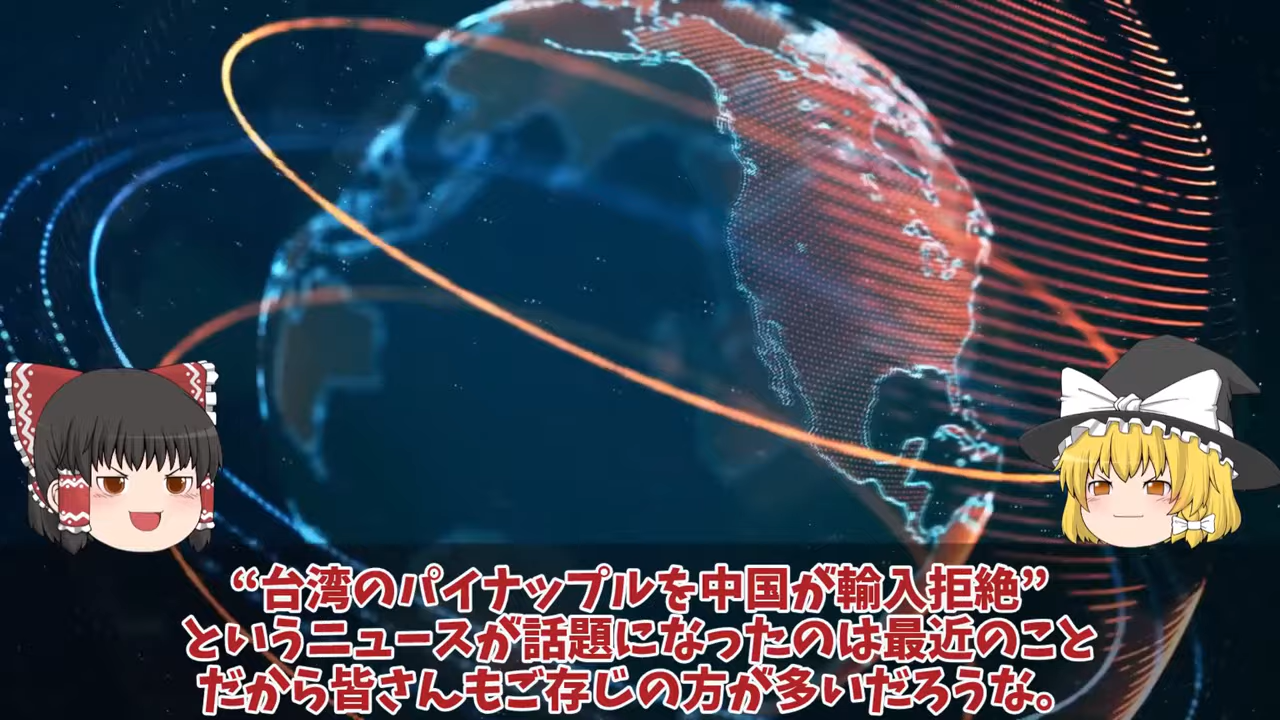 “台湾のパイナップルを中国が輸入拒絶”
というニュースが話題になったのは最近のこと
だから皆さんもご存じの方が多いだろうな。